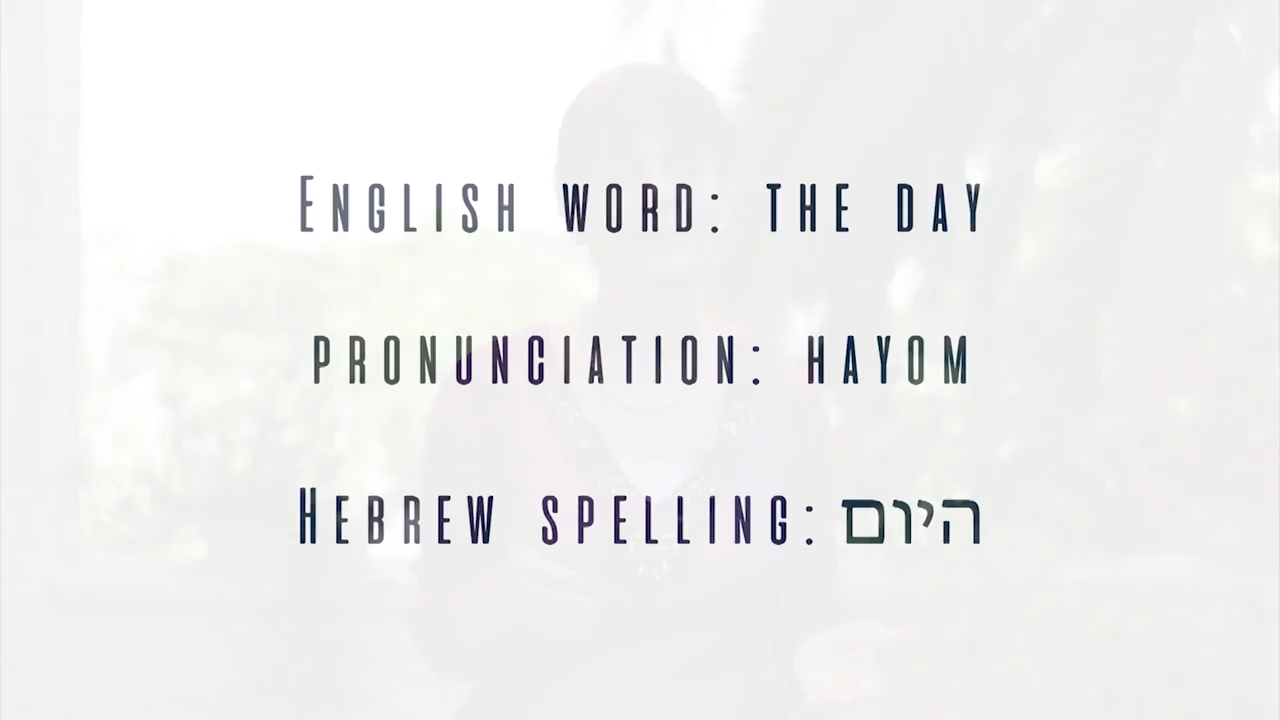 English word: the day
pronunciation: hayom
Hebrew spelling: היום